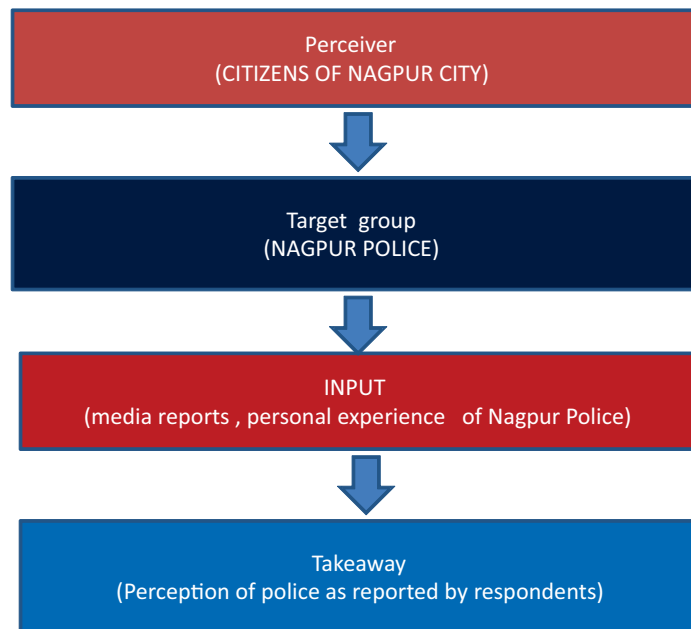 Perceiver
(CITIZENS OF NAGPUR CITY)
Target group
(NAGPUR POLICE)
INPUT
(media reports , personal experience of Nagpur Police)
Takeaway
(Perception of police as reported by respondents)